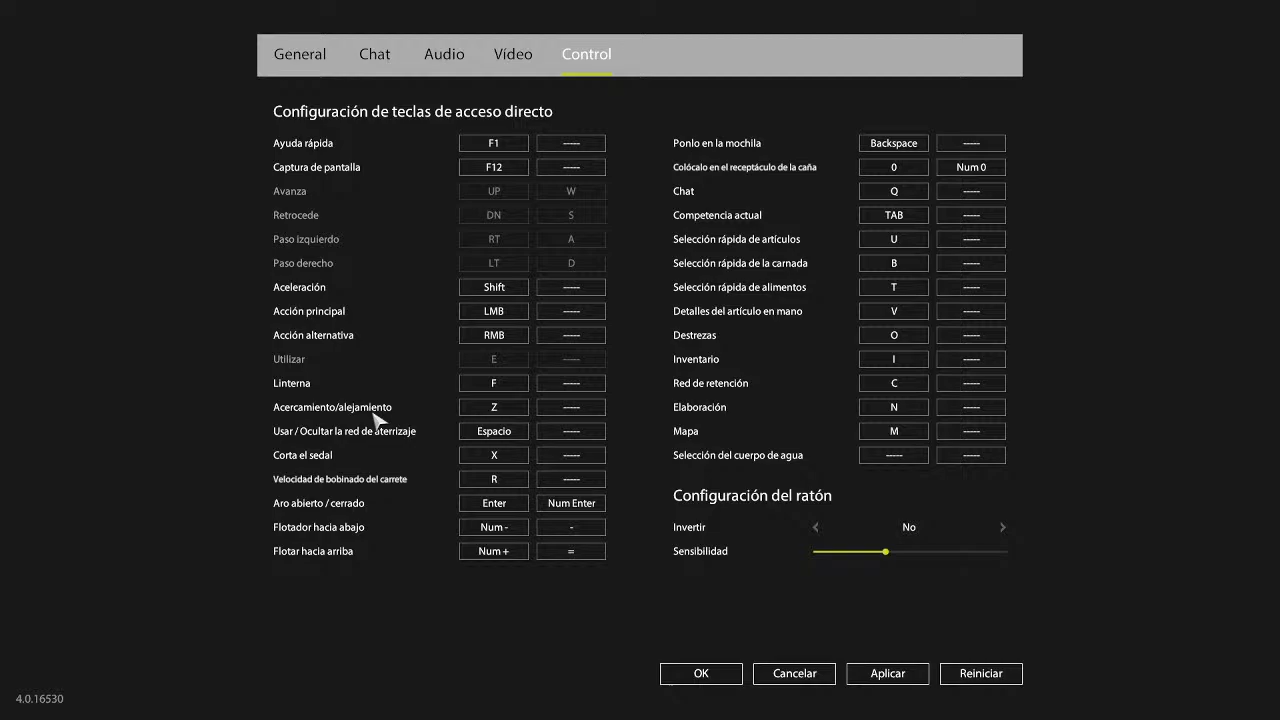 General Chat Audio Vídeo Control
Configuración de teclas de acceso directo
Ayuda rápida F1 -----
Captura de pantalla F12 -----
Avanza UP W
Retrocede DN S
Paso izquierdo RT A
Paso derecho LT D
Aceleración Shift -----
Acción principal LMB -----
Acción alternativa RMB -----
Utilizar E -----
Linterna F -----
Acercamiento/alejamiento Z -----
Usar / Ocultar la red de aterrizaje Espacio -----
Corta el sedal X -----
Velocidad de bobinado del carrete R -----
Aro abierto / cerrado Enter Num Enter
Flotador hacia abajo Num - -
Flotar hacia arriba Num + =
Ponlo en la mochila Backspace -----
Colócalo en el receptáculo de la caña 0 Num 0
Chat Q -----
Competencia actual TAB -----
Selección rápida de artículos U -----
Selección rápida de la carnada B -----
Selección rápida de alimentos T -----
Detalles del artículo en mano V -----
Destrezas O -----
Inventario I -----
Red de retención C -----
Elaboración N -----
Mapa M -----
Selección del cuerpo de agua ----- -----
Configuración del ratón
Invertir No
Sensibilidad
OK Cancelar Aplicar Reiniciar
4.0.16530